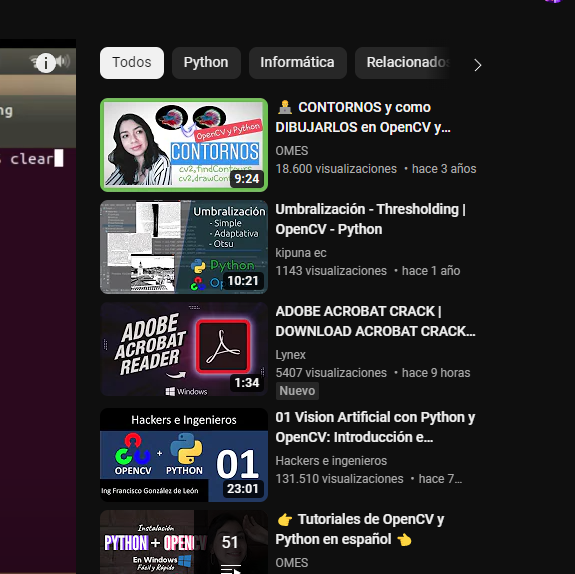 ng
clear
Todos
Python
Informática
Relacionados
OpenCV y Python
CONTORNOS
cv2.findContours
cv2.drawCont
9:24
👩‍💻 CONTORNOS y como
DIBUJARLOS en OpenCV y...
OMES
18.600 visualizaciones • hace 3 años
Umbralización
- Simple
- Adaptativa
- Otsu
Python
Op
10:21
Umbralización - Thresholding |
OpenCV - Python
kipuna ec
1143 visualizaciones • hace 1 año
ADOBE
ACROBAT
READER
Windows
1:34
ADOBE ACROBAT CRACK |
DOWNLOAD ACROBAT CRACK...
Lynex
5407 visualizaciones • hace 9 horas
Nuevo
Hackers e Ingenieros
OPENCV + PYTHON
01
Ing Francisco González de León
23:01
01 Vision Artificial con Python y
OpenCV: Introducción e...
Hackers e ingenieros
131.510 visualizaciones • hace 7...
Instalación
PYTHON + OPENCV
En Windows
Fácil y Rápido
51
👉 Tutoriales de OpenCV y
Python en español 👈
OMES